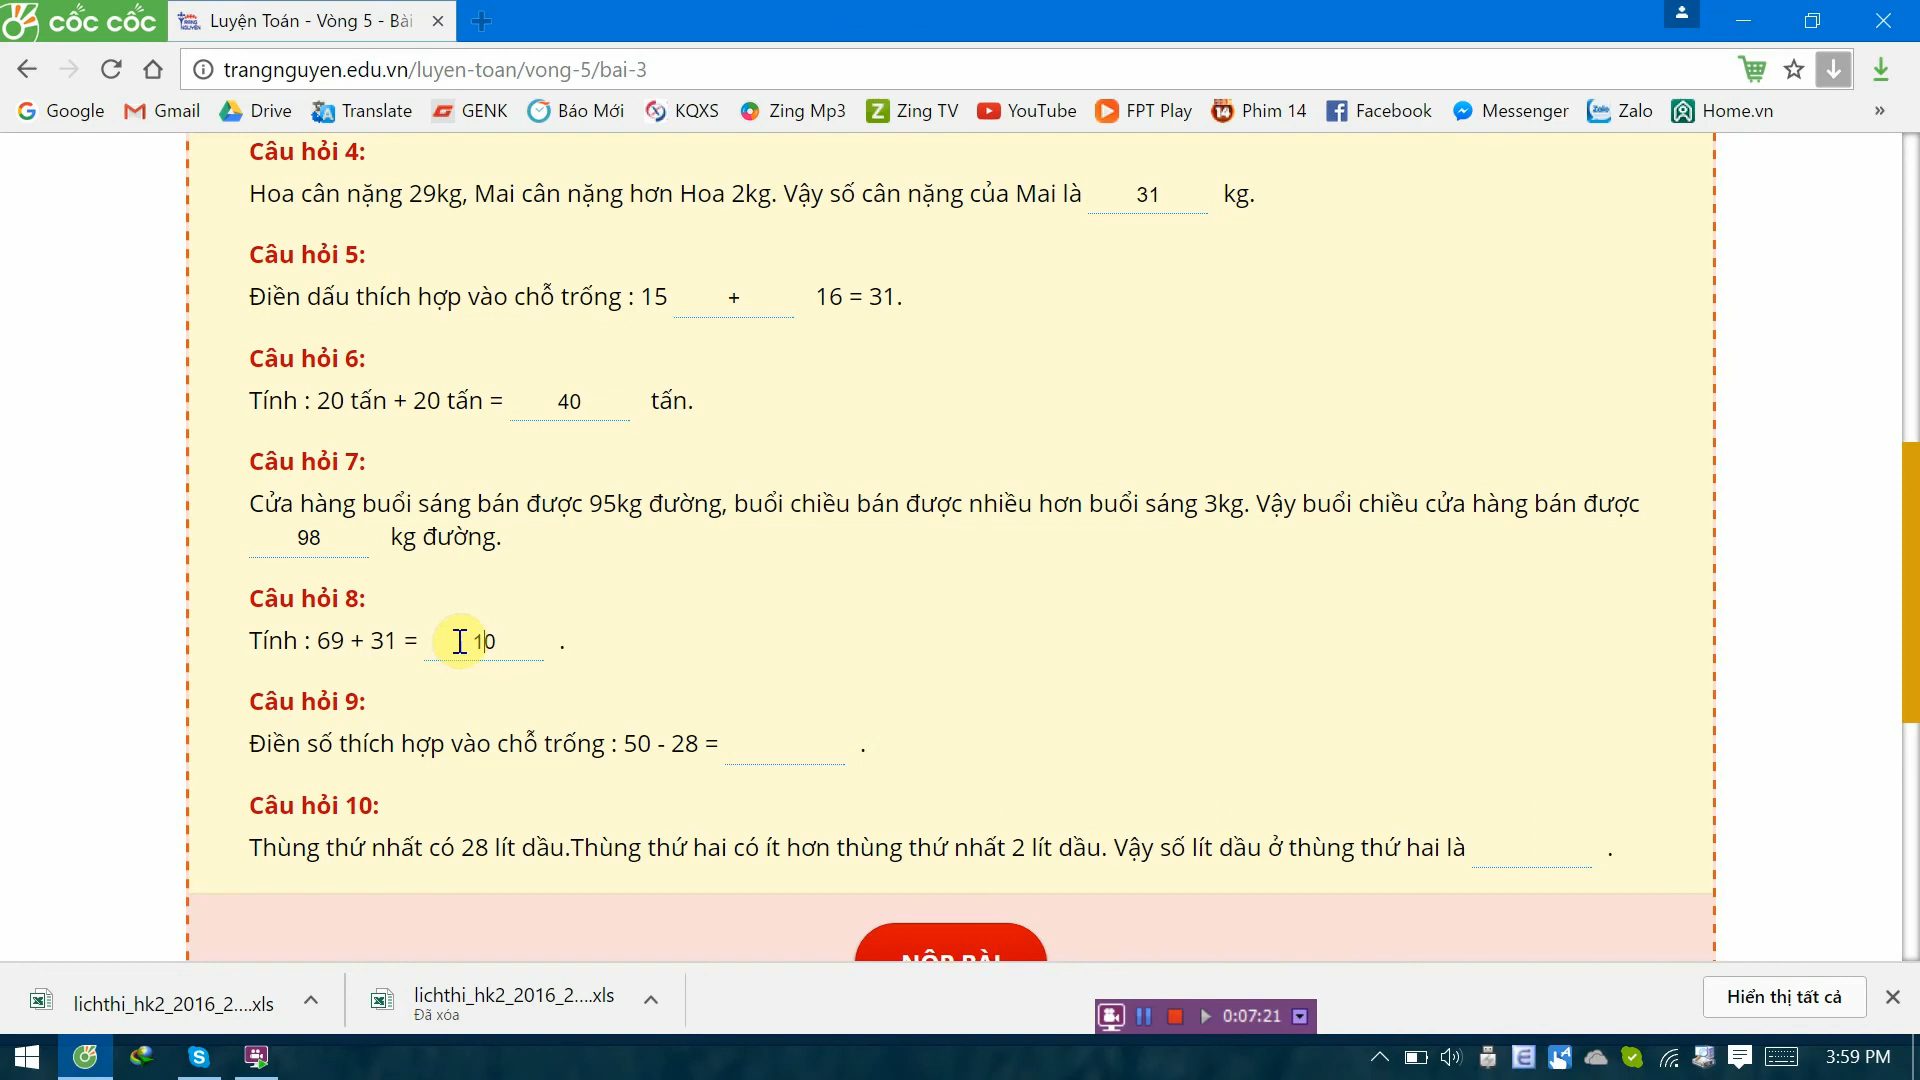 cốc cốc
Luyện Toán - Vòng 5 - Bài
trangnguyen.edu.vn/luyen-toan/vong-5/bai-3
Google Gmail Drive Translate GENK Báo Mới KQXS Zing Mp3 Zing TV YouTube FPT Play Phim 14 Facebook Messenger Zalo Home.vn »
Câu hỏi 4:
Hoa cân nặng 29kg, Mai cân nặng hơn Hoa 2kg. Vậy số cân nặng của Mai là 31 kg.
Câu hỏi 5:
Điền dấu thích hợp vào chỗ trống : 15 + 16 = 31.
Câu hỏi 6:
Tính : 20 tấn + 20 tấn = 40 tấn.
Câu hỏi 7:
Cửa hàng buổi sáng bán được 95kg đường, buổi chiều bán được nhiều hơn buổi sáng 3kg. Vậy buổi chiều cửa hàng bán được
98 kg đường.
Câu hỏi 8:
Tính : 69 + 31 = 10 .
Câu hỏi 9:
Điền số thích hợp vào chỗ trống : 50 - 28 = .
Câu hỏi 10:
Thùng thứ nhất có 28 lít dầu.Thùng thứ hai có ít hơn thùng thứ nhất 2 lít dầu. Vậy số lít dầu ở thùng thứ hai là .
NỘP BÀI
lichthi_hk2_2016_2....xls
lichthi_hk2_2016_2....xls
Đã xóa
Hiển thị tất cả
0:07:21
3:59 PM